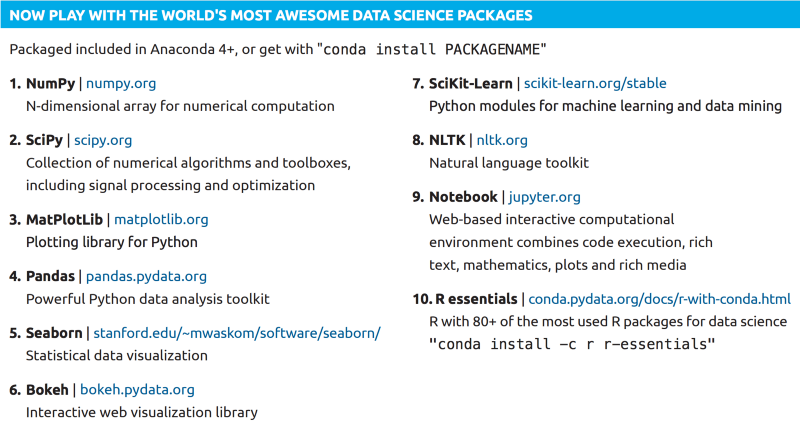 NOW PLAY WITH THE WORLD'S MOST AWESOME DATA SCIENCE PACKAGES
Packaged included in Anaconda 4+, or get with "conda install PACKAGENAME"
1. NumPy | numpy.org
N-dimensional array for numerical computation
2. SciPy | scipy.org
Collection of numerical algorithms and toolboxes,
including signal processing and optimization
3. MatPlotLib | matplotlib.org
Plotting library for Python
4. Pandas | pandas.pydata.org
Powerful Python data analysis toolkit
5. Seaborn | stanford.edu/~mwaskom/software/seaborn/
Statistical data visualization
6. Bokeh | bokeh.pydata.org
Interactive web visualization library
7. SciKit-Learn | scikit-learn.org/stable
Python modules for machine learning and data mining
8. NLTK | nltk.org
Natural language toolkit
9. Notebook | jupyter.org
Web-based interactive computational
environment combines code execution, rich
text, mathematics, plots and rich media
10. R essentials | conda.pydata.org/docs/r-with-conda.html
R with 80+ of the most used R packages for data science
"conda install -c r r-essentials"